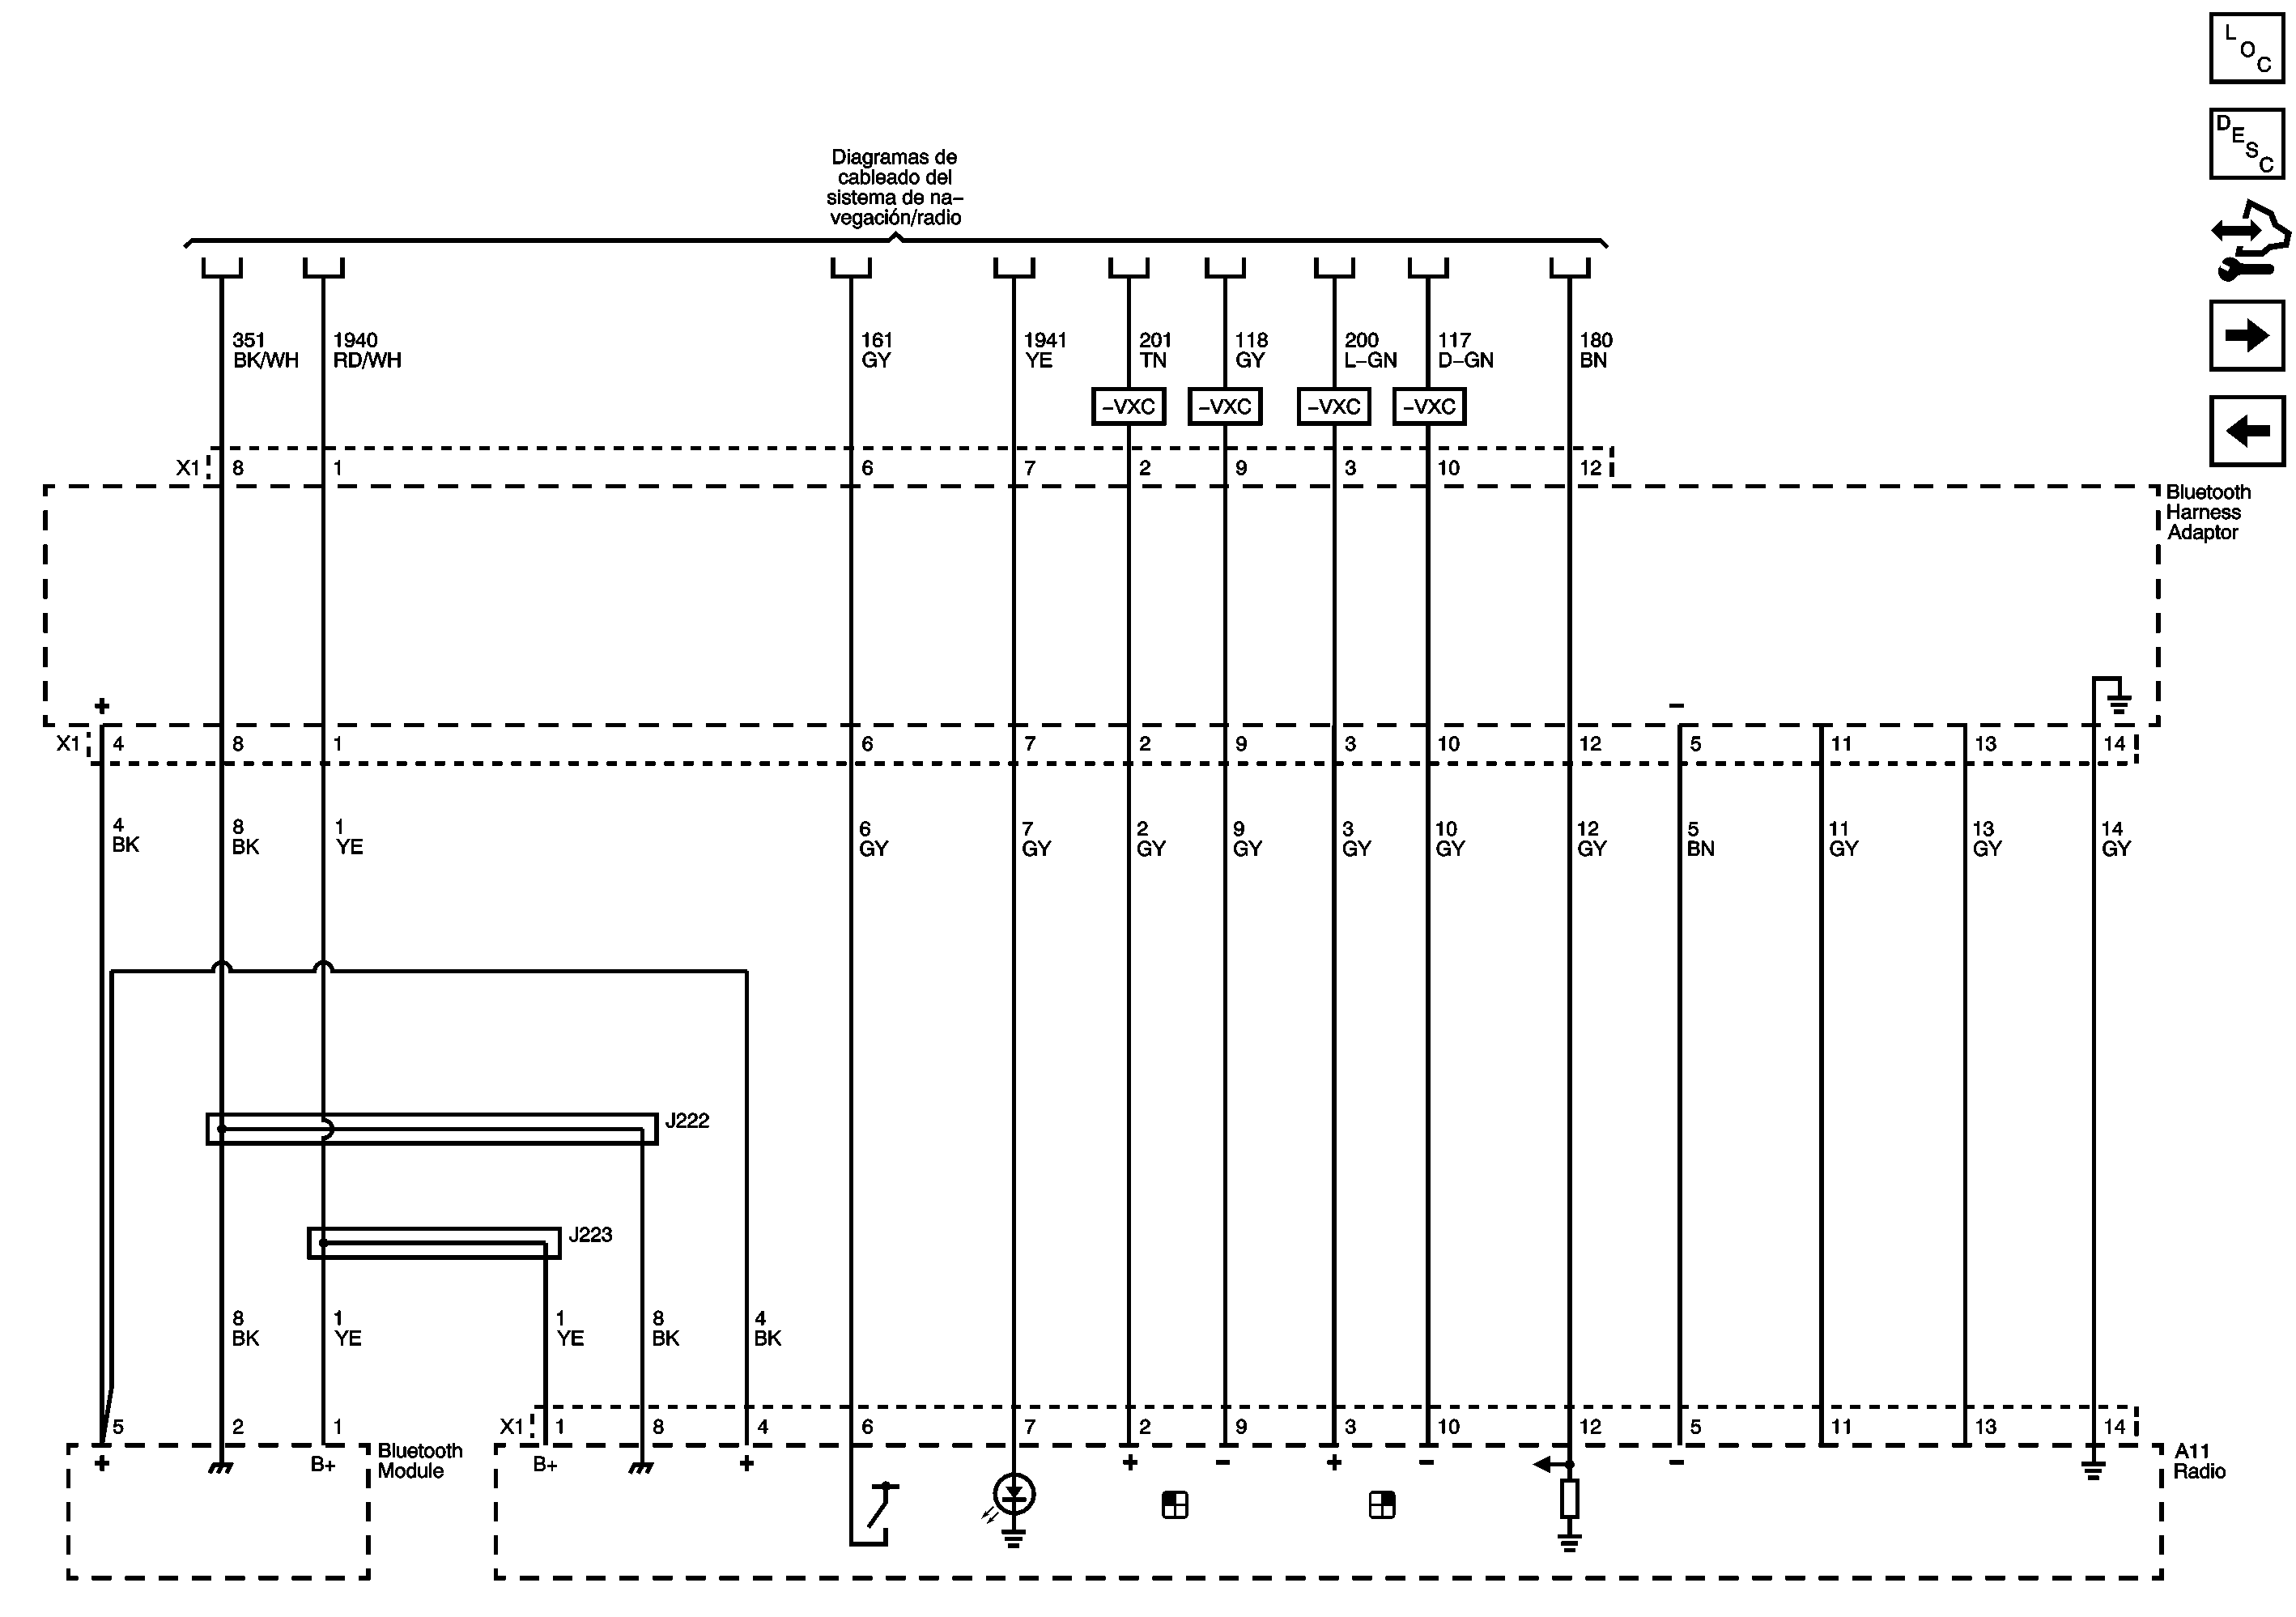 L
O
C
D
E
S
C
Diagramas de
cableado del
sistema de na–
vegación/radio
351 1940 161 1941 201 118 200 117 180
BK/WH RD/WH GY YE TN GY L–GN D–GN BN
–VXC –VXC –VXC –VXC
X1 8 1 6 7 2 9 3 10 12
Bluetooth
Harness
Adaptor
+ –
X1 4 8 1 6 7 2 9 3 10 12 5 11 13 14
4 8 1 6 7 2 9 3 10 12 5 11 13 14
BK BK YE GY GY GY GY GY GY GY BN GY GY GY
J222
J223
8 1 1 8 4
BK YE YE BK BK
5 2 1 X1 1 8 4 6 7 2 9 3 10 12 5 11 13 14
+ B+ Bluetooth
Module
B+ + + – + – –
A11
Radio